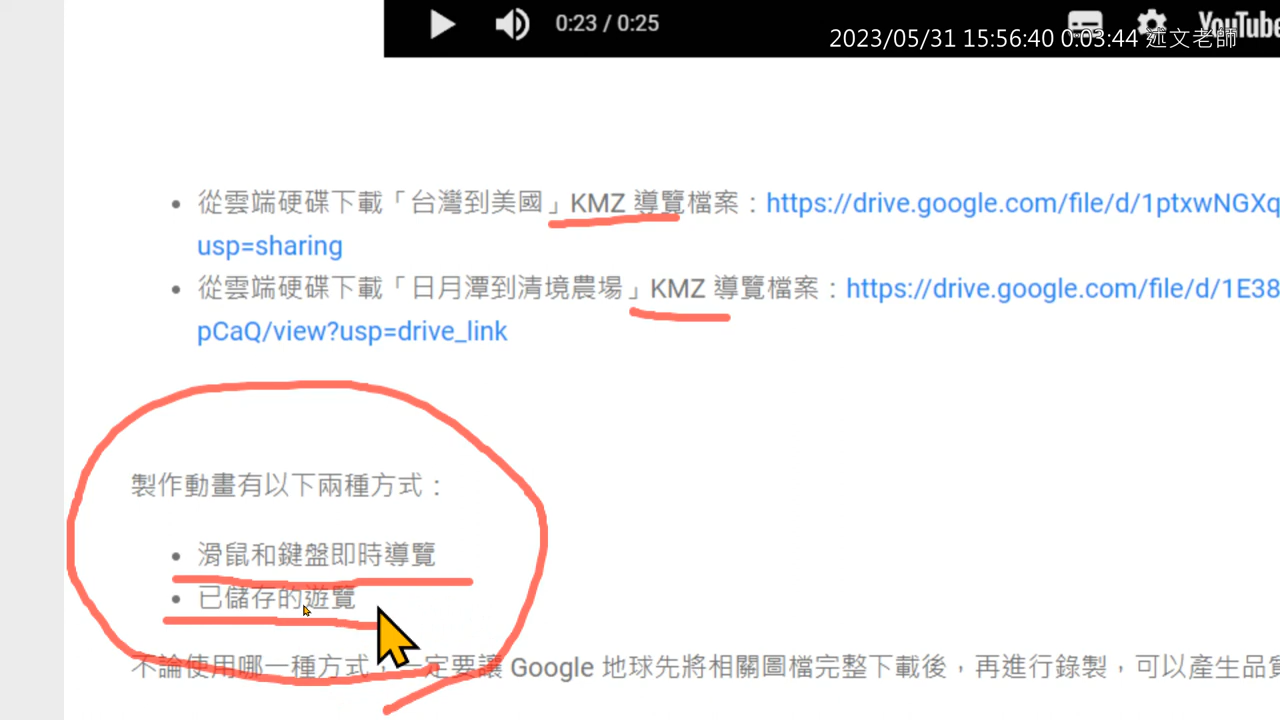 0:23 / 0:25
YouTube
2023/05/31 15:56:40 0:03:44 述文老師
• 從雲端硬碟下載「台灣到美國」KMZ 導覽檔案：https://drive.google.com/file/d/1ptxwNGXq
usp=sharing
• 從雲端硬碟下載「日月潭到清境農場」KMZ 導覽檔案：https://drive.google.com/file/d/1E38
pCaQ/view?usp=drive_link
製作動畫有以下兩種方式：
• 滑鼠和鍵盤即時導覽
• 已儲存的遊覽
不論使用哪一種方式，一定要讓 Google 地球先將相關圖檔完整下載後，再進行錄製，可以產生品